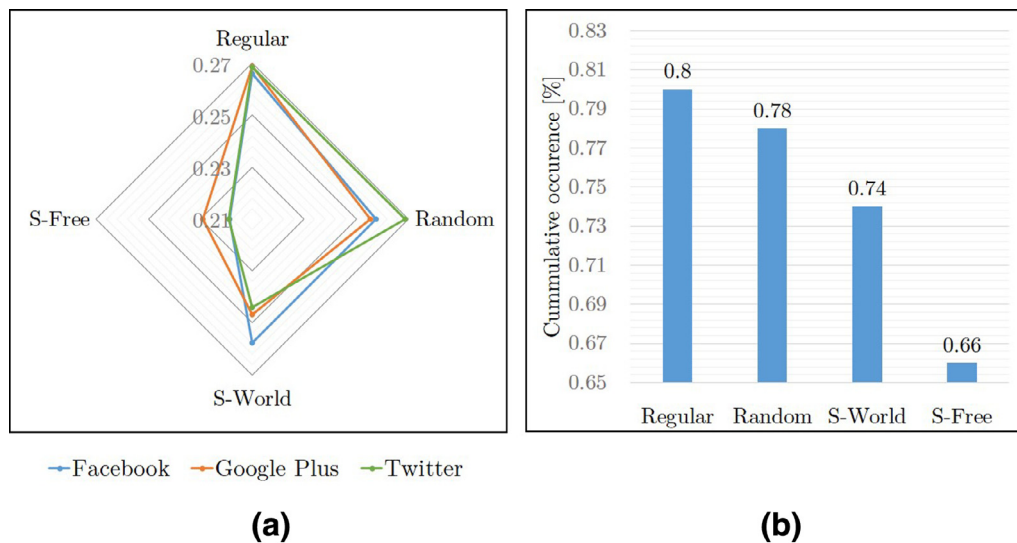 Regular
0.27
0.25
0.23
0.21
S-Free
Random
S-World
Facebook Google Plus Twitter
(a)
Cummulative occurence [%]
0.83
0.81
0.79
0.77
0.75
0.73
0.71
0.69
0.67
0.65
0.8
0.78
0.74
0.66
Regular Random S-World S-Free
(b)